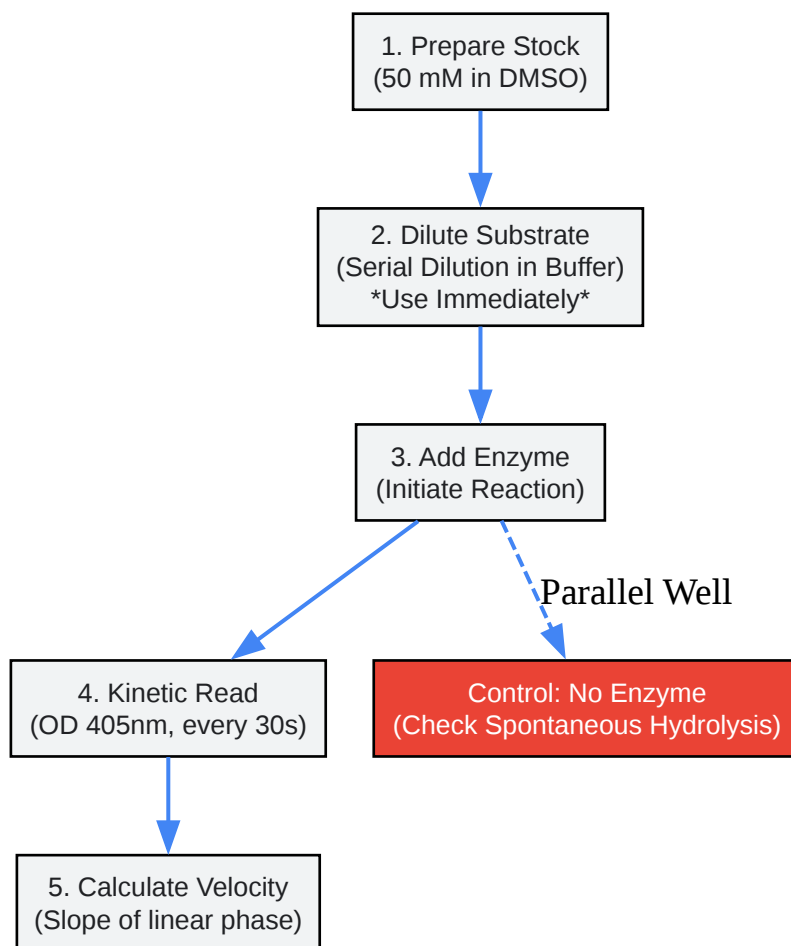 1. Prepare Stock
(50 mM in DMSO)
2. Dilute Substrate
(Serial Dilution in Buffer)
*Use Immediately*
3. Add Enzyme
(Initiate Reaction)
Parallel Well
4. Kinetic Read
(OD 405nm, every 30s)
Control: No Enzyme
(Check Spontaneous Hydrolysis)
5. Calculate Velocity
(Slope of linear phase)